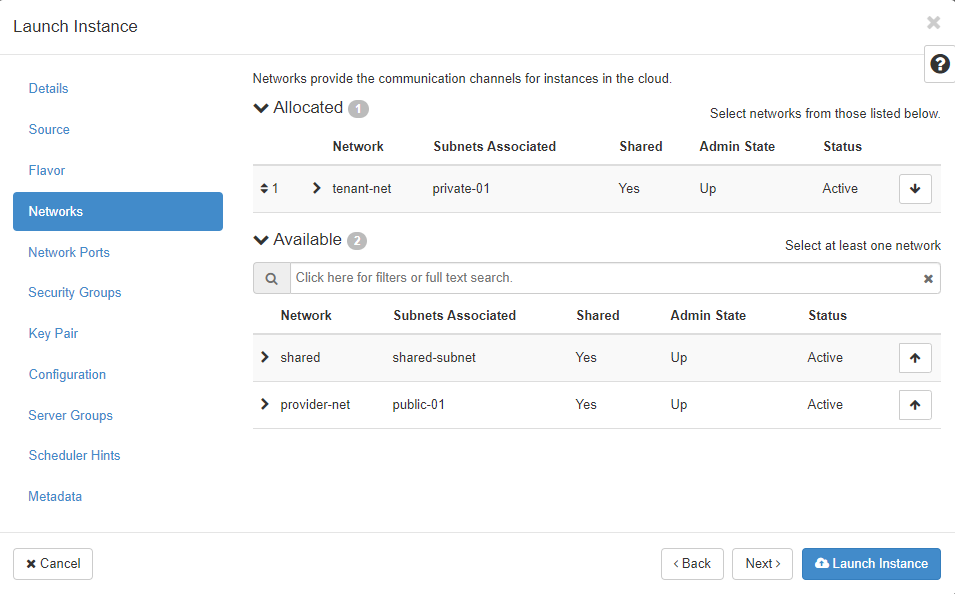 Launch Instance
Details
Source
Flavor
Networks
Network Ports
Security Groups
Key Pair
Configuration
Server Groups
Scheduler Hints
Metadata
Networks provide the communication channels for instances in the cloud.
Allocated 1
Select networks from those listed below.
Network Subnets Associated Shared Admin State Status
1 tenant-net private-01 Yes Up Active
Available 2
Select at least one network
Click here for filters or full text search.
Network Subnets Associated Shared Admin State Status
shared shared-subnet Yes Up Active
provider-net public-01 Yes Up Active
Cancel
‹ Back Next › Launch Instance